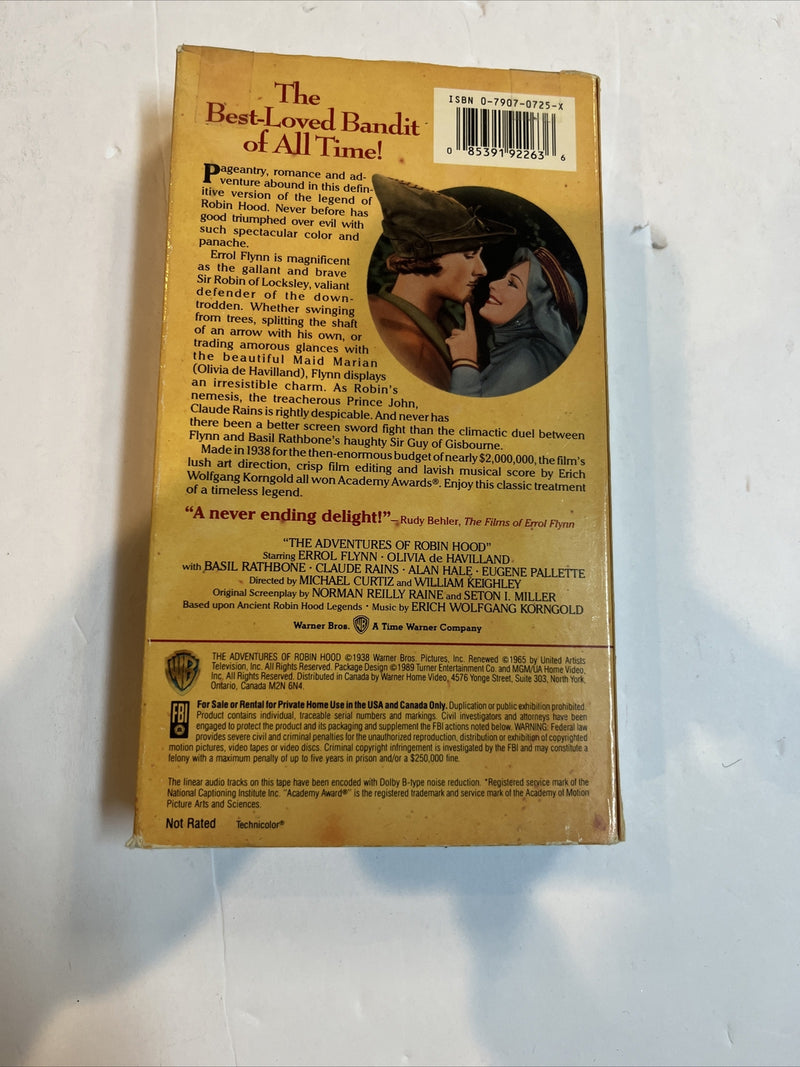 The
Best-Loved Bandit
of All Time!
ISBN 0-7907-0725-X
0 85391 92263 6
Pageantry, romance and ad-
venture abound in this defin-
itive version of the legend of
Robin Hood. Never before has
good triumphed over evil with
such spectacular color and
panache.
Errol Flynn is magnificent
as the gallant and brave
Sir Robin of Locksley, valiant
defender of the down-
trodden. Whether swinging
from trees, splitting the shaft
of an arrow with his own, or
trading amorous glances with
the beautiful Maid Marian
(Olivia de Havilland), Flynn displays
an irresistible charm. As Robin's
nemesis, the treacherous Prince John,
Claude Rains is rightly despicable. And never has
there been a better screen sword fight than the climactic duel between
Flynn and Basil Rathbone's haughty Sir Guy of Gisbourne.
Made in 1938 for the then-enormous budget of nearly $2,000,000, the film's
lush art direction, crisp film editing and lavish musical score by Erich
Wolfgang Korngold all won Academy Awards®. Enjoy this classic treatment
of a timeless legend.
“A never ending delight!”—Rudy Behler, The Films of Errol Flynn
“THE ADVENTURES OF ROBIN HOOD”
Starring ERROL FLYNN · OLIVIA de HAVILLAND
with BASIL RATHBONE · CLAUDE RAINS · ALAN HALE · EUGENE PALLETTE
Directed by MICHAEL CURTIZ and WILLIAM KEIGHLEY
Original Screenplay by NORMAN REILLY RAINE and SETON I. MILLER
Based upon Ancient Robin Hood Legends · Music by ERICH WOLFGANG KORNGOLD
Warner Bros. WB A Time Warner Company
WB
THE ADVENTURES OF ROBIN HOOD ©1938 Warner Bros. Pictures, Inc. Renewed ©1965 by United Artists
Television, Inc. All Rights Reserved. Package Design ©1989 Turner Entertainment Co. and MGM/UA Home Video,
Inc. All Rights Reserved. Distributed in Canada by Warner Home Video, 4576 Yonge Street, Suite 303, North York,
Ontario, Canada M2N 6N4.
FBI
For Sale or Rental for Private Home Use in the USA and Canada Only. Duplication or public exhibition prohibited.
Product contains individual, traceable serial numbers and markings. Civil investigators and attorneys have been
engaged to protect the product and its packaging and supplement the FBI actions noted below. WARNING: Federal law
provides severe civil and criminal penalties for the unauthorized reproduction, distribution or exhibition of copyrighted
motion pictures, video tapes or video discs. Criminal copyright infringement is investigated by the FBI and may constitute a
felony with a maximum penalty of up to five years in prison and/or a $250,000 fine.
The linear audio tracks on this tape have been encoded with Dolby B-type noise reduction. *Registered service mark of the
National Captioning Institute Inc. “Academy Award®” is the registered trademark and service mark of the Academy of Motion
Picture Arts and Sciences.
Not Rated Technicolor®